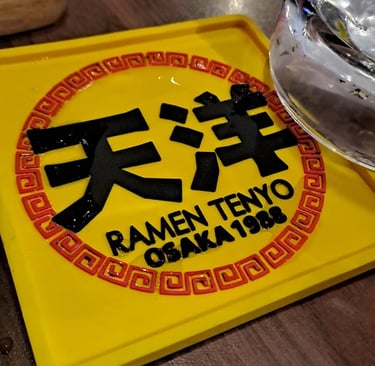 天洋
RAMEN TENYO
OSAKA 1988